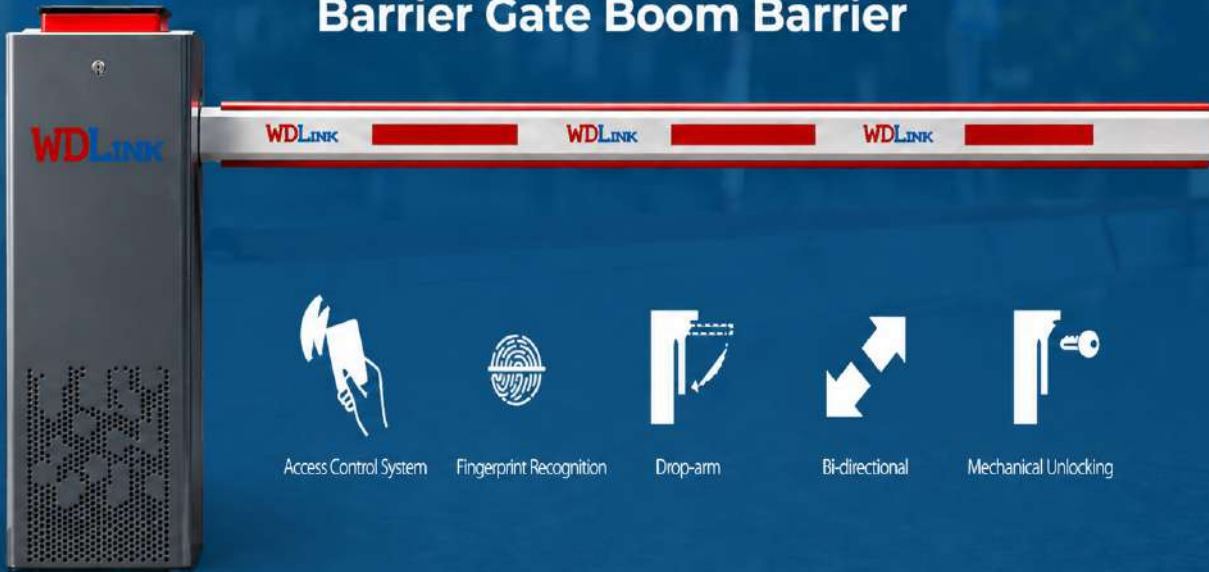 Barrier Gate Boom Barrier
WDLINK
WDLINK WDLINK WDLINK
Access Control System Fingerprint Recognition Drop-arm Bi-directional Mechanical Unlocking